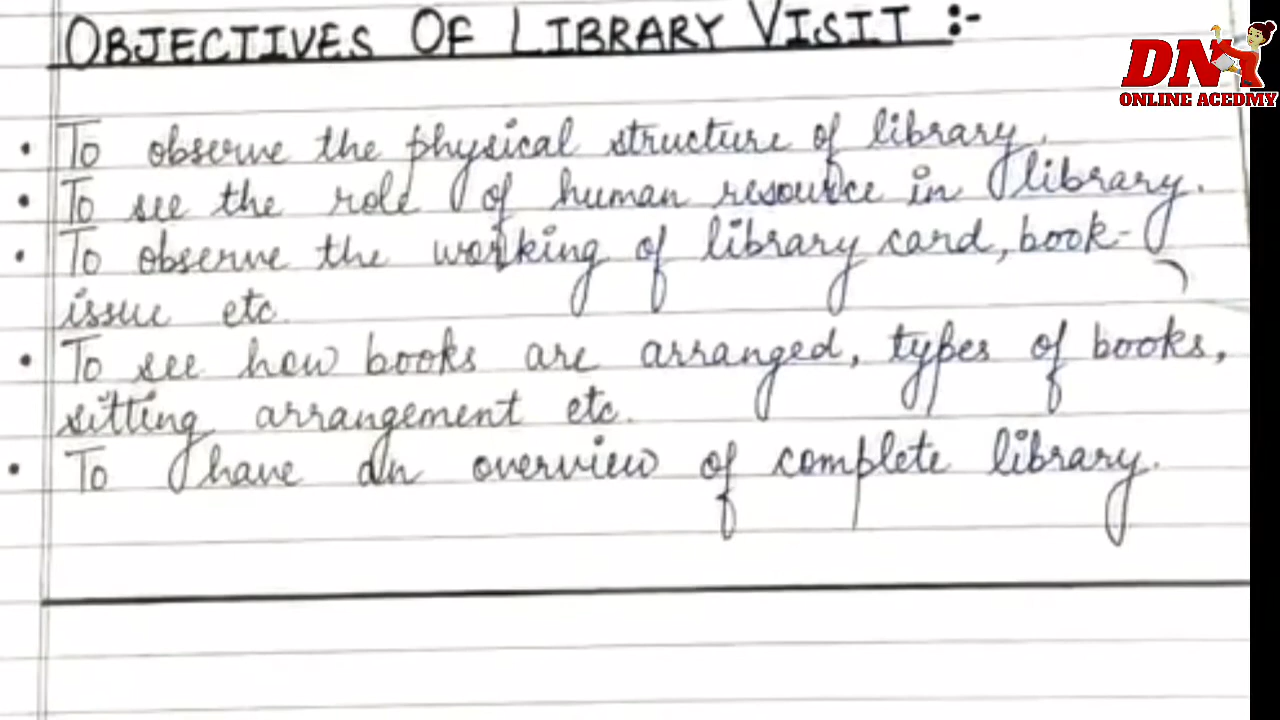 OBJECTIVES OF LIBRARY VISIT :-
DNY
ONLINE ACEDMY
• To observe the physical structure of library.
• To see the role of human resource in library.
• To observe the working of library card, book-
issue etc.
• To see how books are arranged, types of books,
sitting arrangement etc.
• To have an overview of complete library.